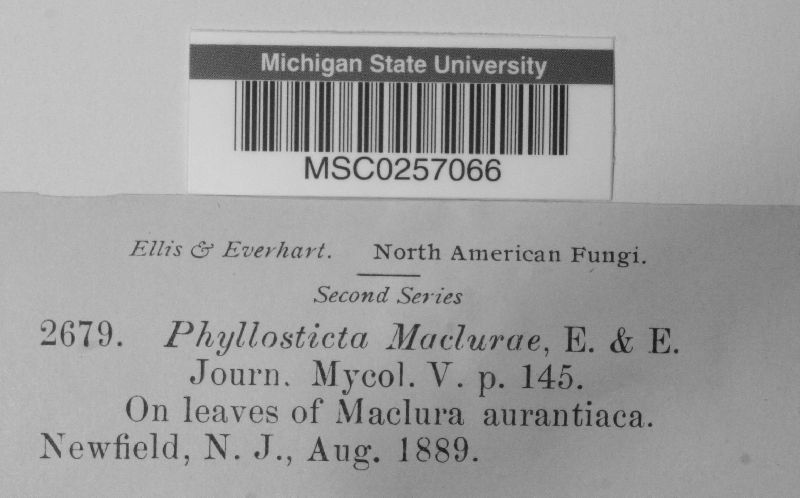 Michigan State University
MSC0257066
Ellis & Everhart. North American Fungi.
Second Series
2679. Phyllosticta Maclurae, E. & E.
Journ. Mycol. V. p. 145.
On leaves of Maclura aurantiaca.
Newfield, N. J., Aug. 1889.